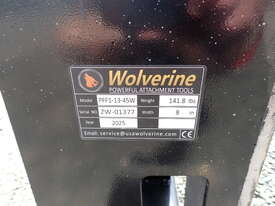 Wolverine
POWERFUL ATTACHMENT TOOLS
Model PFF1-13-45W Weight 141.8 lbs
Serial NO. ZW-01377 Width 9 in
Year 2025
Email: service@usawolverine.com